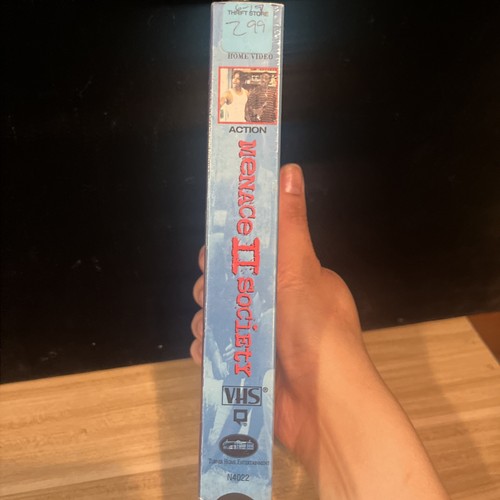 THRIFT STORE
2.99
HOME VIDEO
ACTION
MENACE II SOCIETY
VHS®
N4022